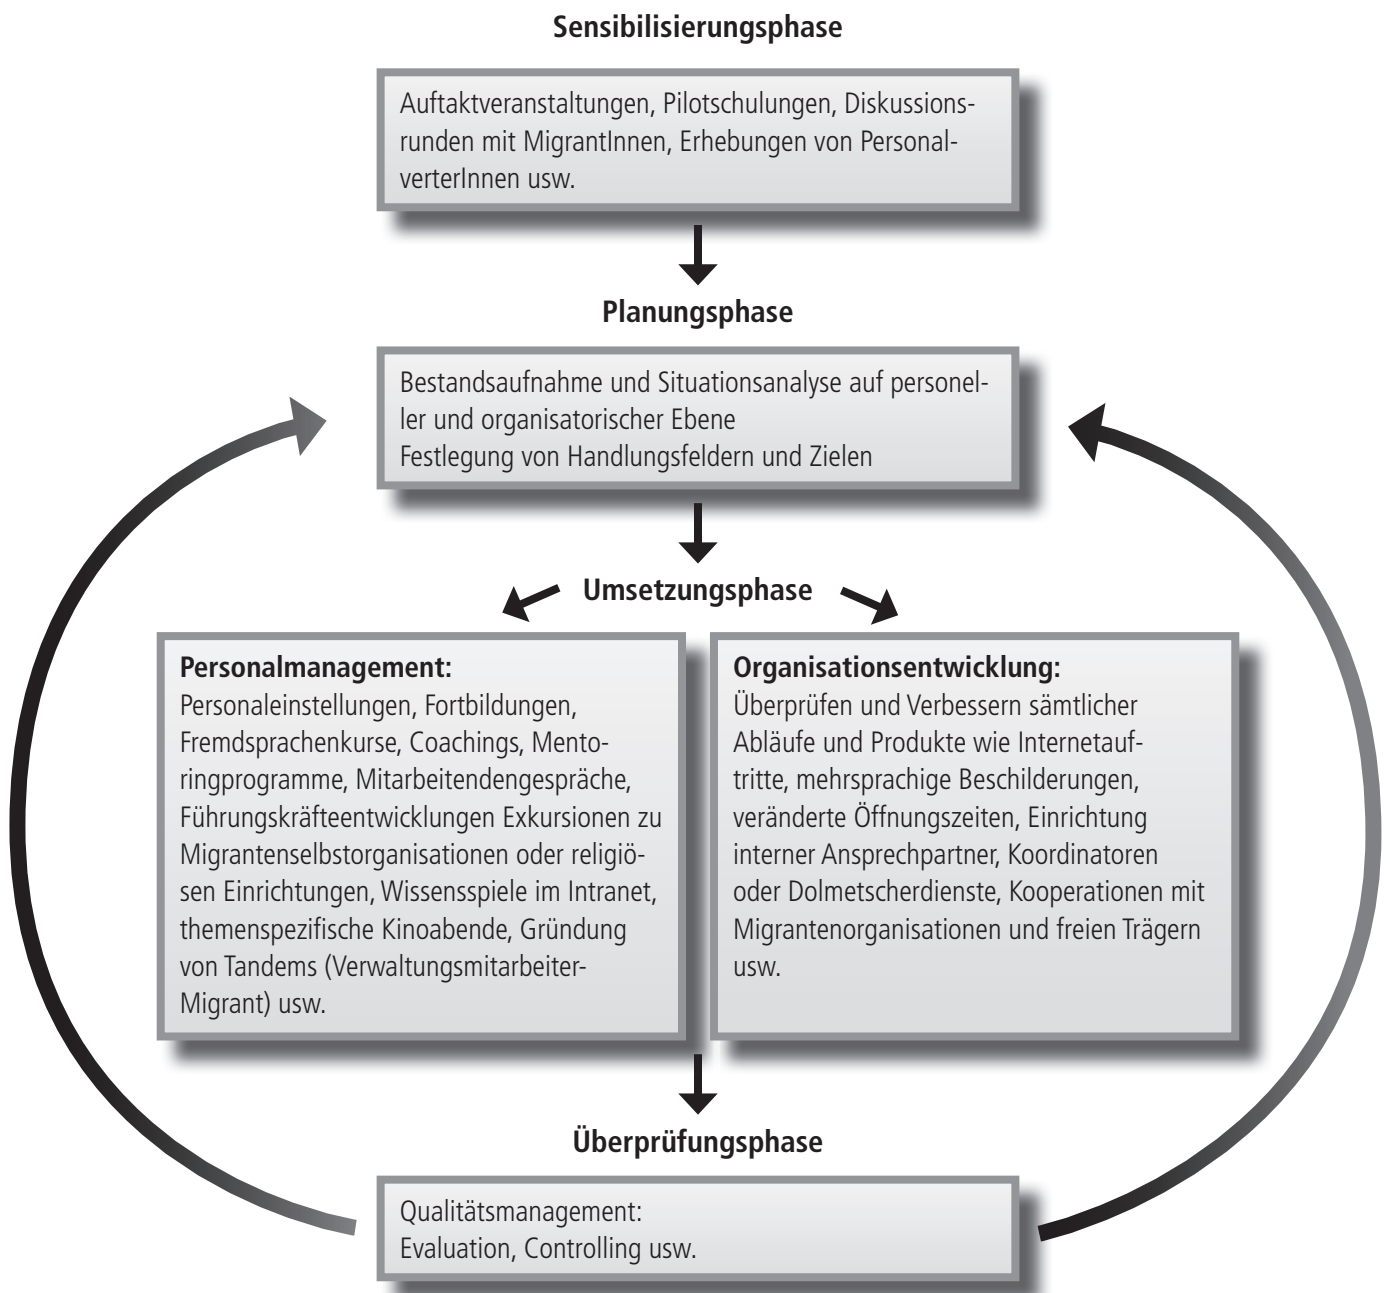 Sensibilisierungsphase
Auftaktveranstaltungen, Pilotschulungen, Diskussions-
runden mit MigrantInnen, Erhebungen von Personal-
verterInnen usw.
Planungsphase
Bestandsaufnahme und Situationsanalyse auf personel-
ler und organisatorischer Ebene
Festlegung von Handlungsfeldern und Zielen
Umsetzungsphase
Personalmanagement:
Personaleinstellungen, Fortbildungen,
Fremdsprachenkurse, Coachings, Mento-
ringprogramme, Mitarbeitendengespräche,
Führungskräfteentwicklungen Exkursionen zu
Migrantenselbstorganisationen oder religiö-
sen Einrichtungen, Wissensspiele im Intranet,
themenspezifische Kinoabende, Gründung
von Tandems (Verwaltungsmitarbeiter-
Migrant) usw.
Organisationsentwicklung:
Überprüfen und Verbessern sämtlicher
Abläufe und Produkte wie Internetauf-
tritte, mehrsprachige Beschilderungen,
veränderte Öffnungszeiten, Einrichtung
interner Ansprechpartner, Koordinatoren
oder Dolmetscherdienste, Kooperationen mit
Migrantenorganisationen und freien Trägern
usw.
Überprüfungsphase
Qualitätsmanagement:
Evaluation, Controlling usw.